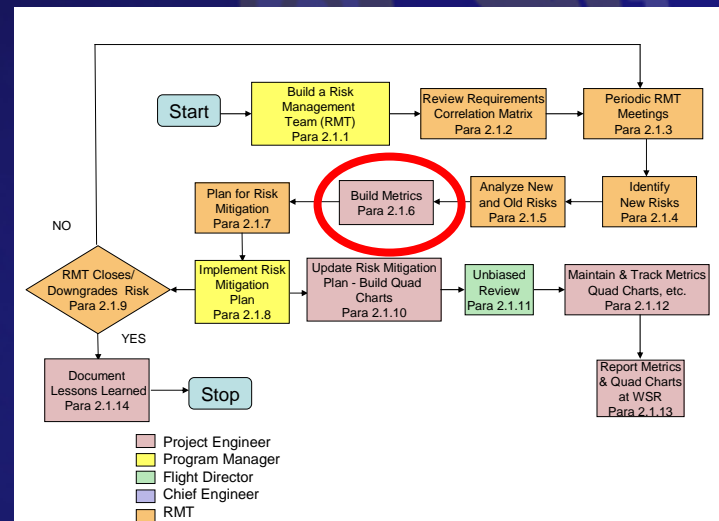 Start
Build a Risk
Management
Team (RMT)
Para 2.1.1
Review Requirements
Correlation Matrix
Para 2.1.2
Periodic RMT
Meetings
Para 2.1.3
Identify
New Risks
Para 2.1.4
Analyze New
and Old Risks
Para 2.1.5
Build Metrics
Para 2.1.6
Plan for Risk
Mitigation
Para 2.1.7
Implement Risk
Mitigation
Plan
Para 2.1.8
NO
RMT Closes/
Downgrades Risk
Para 2.1.9
YES
Update Risk Mitigation
Plan - Build Quad
Charts
Para 2.1.10
Unbiased
Review
Para 2.1.11
Maintain & Track Metrics
Quad Charts, etc.
Para 2.1.12
Report Metrics
& Quad Charts
at WSR
Para 2.1.13
Document
Lessons Learned
Para 2.1.14
Stop
Project Engineer
Program Manager
Flight Director
Chief Engineer
RMT